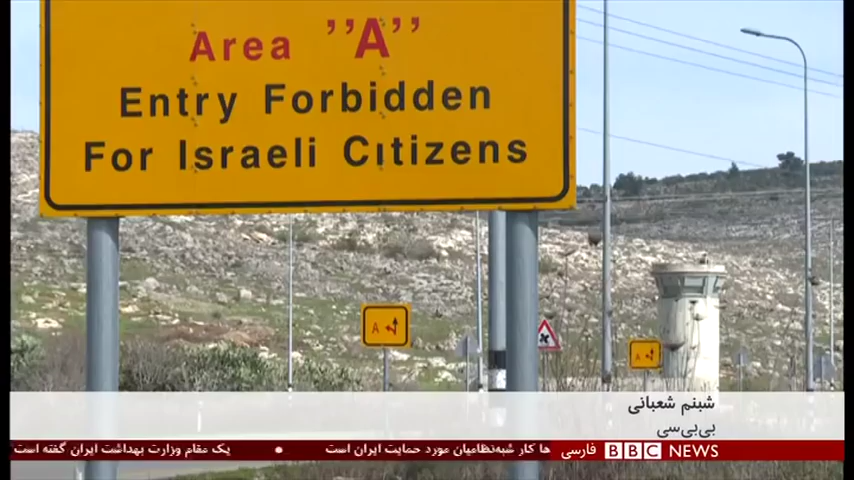 Area "A"
Entry Forbidden
For Israeli Citizens
A
A
شبنم شعبانی
بی‌بی‌سی
ها کار شبه‌نظامیان مورد حمایت ایران است
یک مقام وزارت بهداشت ایران گفته است
BBC NEWS فارسی